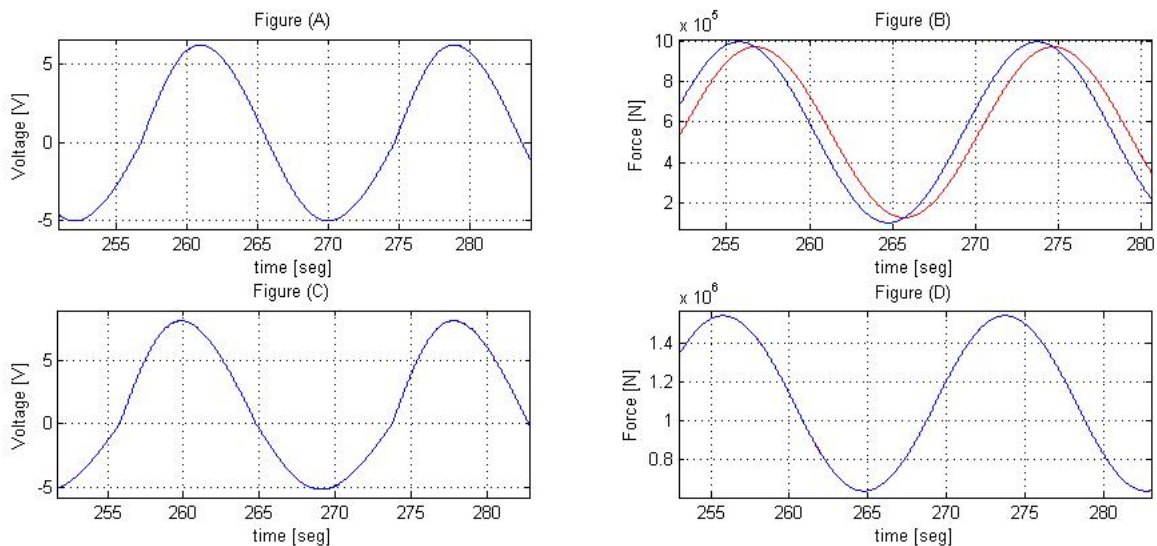 Figure (A)
Voltage [V]
5
0
-5
255 260 265 270 275 280
time [seg]
Figure (B)
x 10^5
Force [N]
10
8
6
4
2
255 260 265 270 275 280
time [seg]
Figure (C)
Voltage [V]
5
0
-5
255 260 265 270 275 280
time [seg]
Figure (D)
x 10^6
Force [N]
1.4
1.2
1
0.8
255 260 265 270 275 280
time [seg]